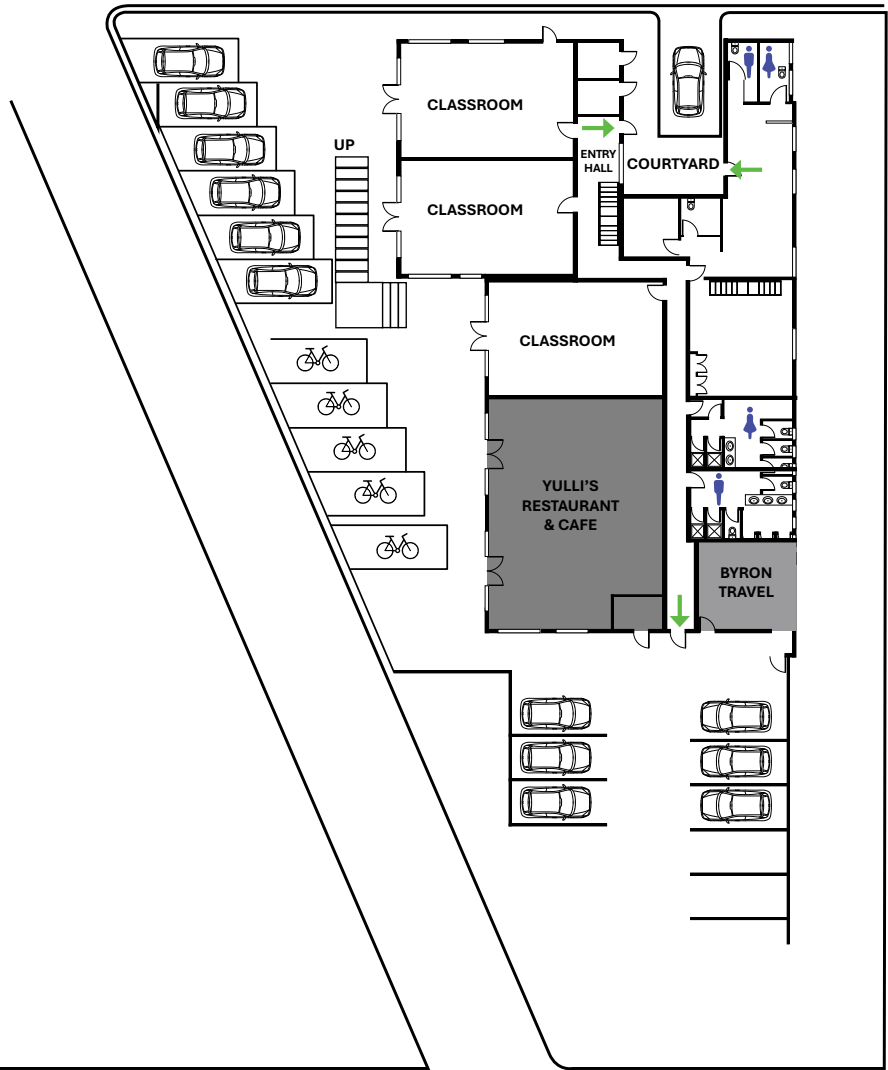 CLASSROOM
UP
ENTRY
HALL
COURTYARD
CLASSROOM
CLASSROOM
YULLI'S
RESTAURANT
& CAFE
BYRON
TRAVEL